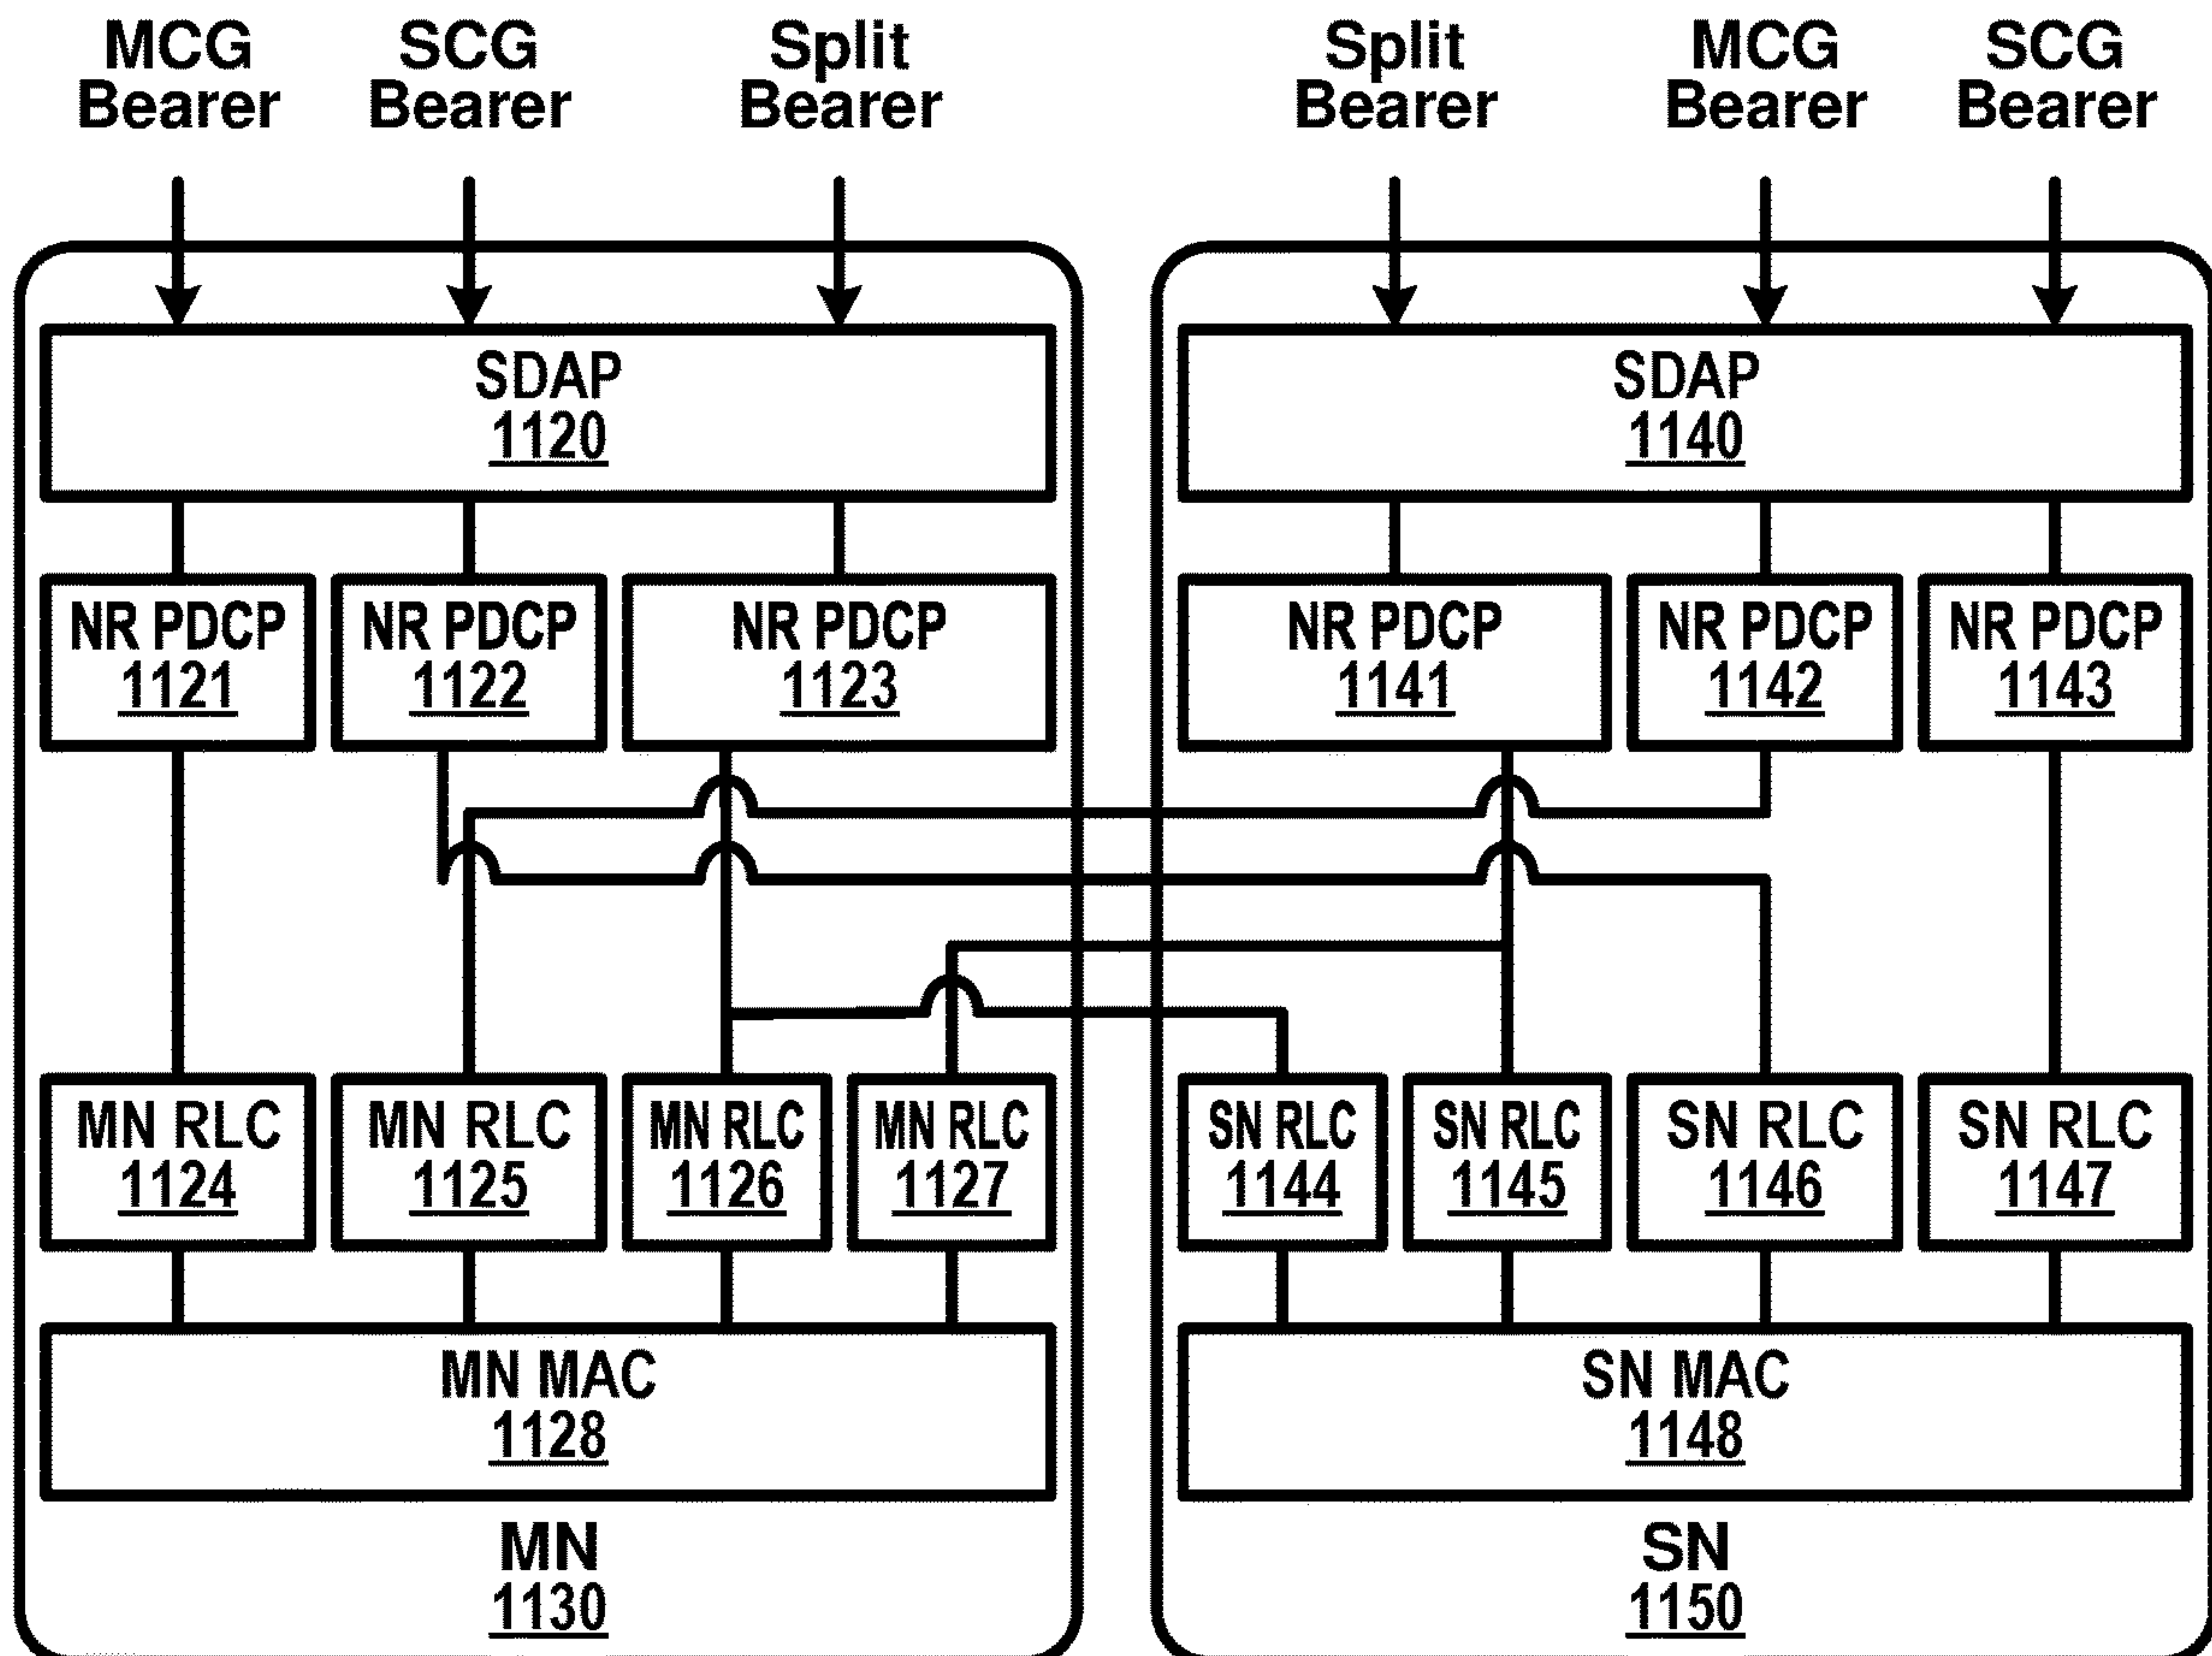 MCG Bearer
SCG Bearer
Split Bearer
Split Bearer
MCG Bearer
SCG Bearer
SDAP
1120
SDAP
1140
NR PDCP
1121
NR PDCP
1122
NR PDCP
1123
NR PDCP
1141
NR PDCP
1142
NR PDCP
1143
MN RLC
1124
MN RLC
1125
MN RLC
1126
MN RLC
1127
SN RLC
1144
SN RLC
1145
SN RLC
1146
SN RLC
1147
MN MAC
1128
SN MAC
1148
MN
1130
SN
1150